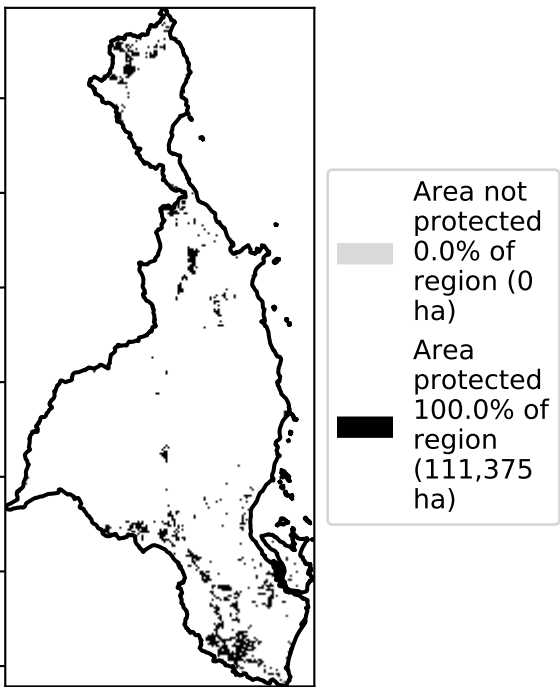 Area not
protected
0.0% of
region (0
ha)
Area
protected
100.0% of
region
(111,375
ha)